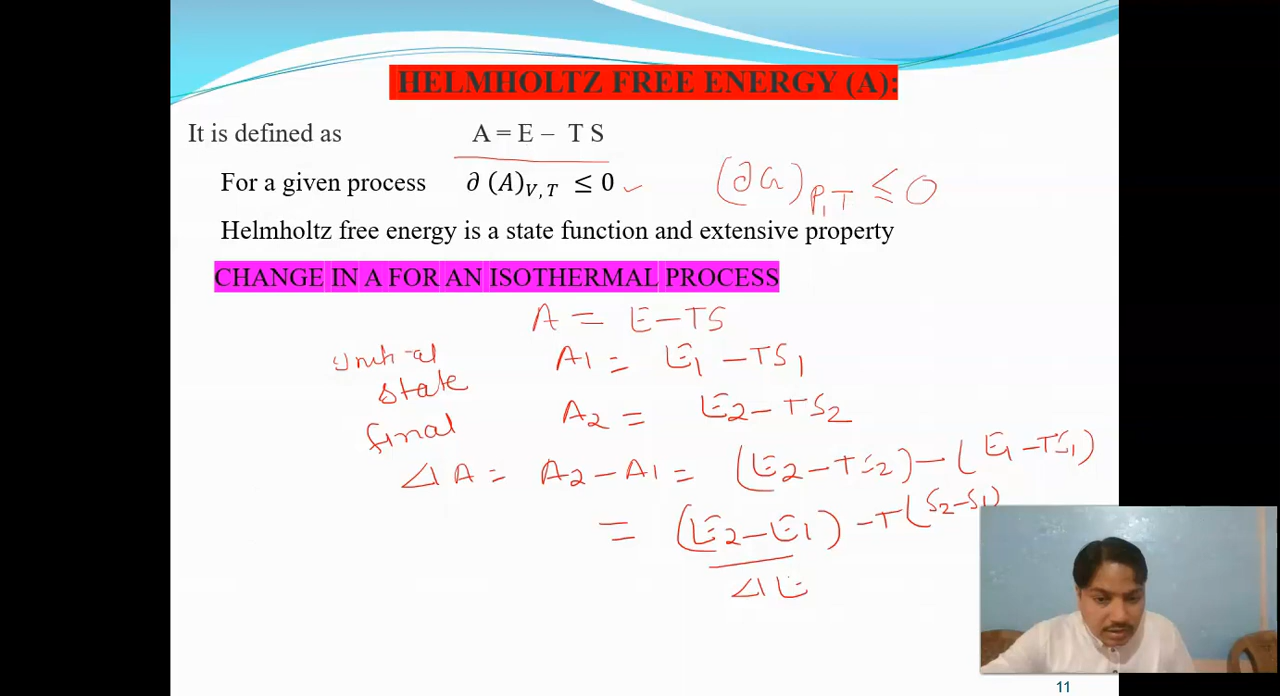 HELMHOLTZ FREE ENERGY (A):
It is defined as A = E – T S
For a given process ∂ (A)V, T ≤ 0 ✓ (∂G)P,T ≤ 0
Helmholtz free energy is a state function and extensive property
CHANGE IN A FOR AN ISOTHERMAL PROCESS
A = E – TS
Initial A1 = E1 – TS1
state
final A2 = E2 – TS2
ΔA = A2 – A1 = (E2 – TS2) – (E1 – TS1)
= (E2 – E1) – T(S2–S1)
ΔE
11